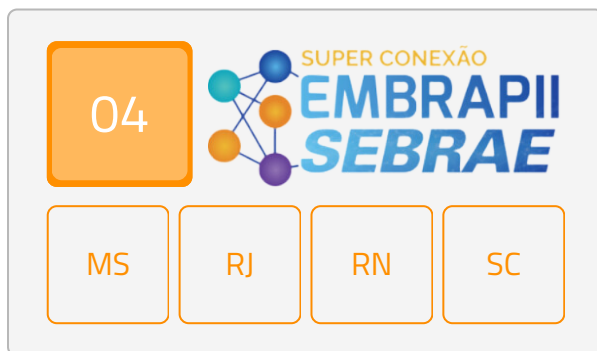 04
SUPER CONEXÃO
EMBRAPII
SEBRAE
MS RJ RN SC